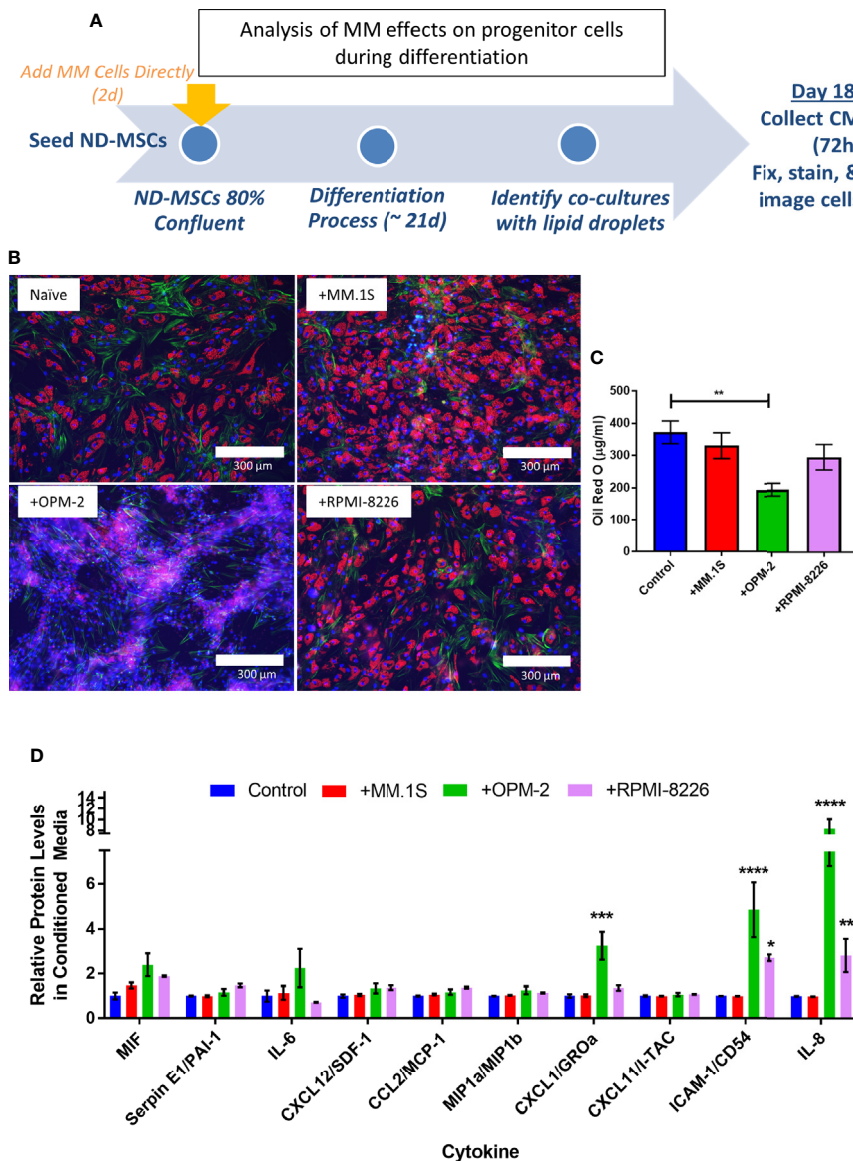 A
Analysis of MM effects on progenitor cells
during differentiation
Add MM Cells Directly
(2d)
Seed ND-MSCs
ND-MSCs 80%
Confluent
Differentiation
Process (~ 21d)
Identify co-cultures
with lipid droplets
Day 18
Collect CM
(72h
Fix, stain, &
image cell
B
Naïve
300 µm
+MM.1S
300 µm
+OPM-2
300 µm
+RPMI-8226
300 µm
C
Oil Red O (µg/ml)
500
400
300
200
100
0
**
Control
+MM.1S
+OPM-2
+RPMI-8226
D
Control
+MM.1S
+OPM-2
+RPMI-8226
Relative Protein Levels
in Conditioned Media
14
12
10
8
6
4
2
0
***
****
*
****
**
MIF
Serpin E1/PAI-1
IL-6
CXCL12/SDF-1
CCL2/MCP-1
MIP1a/MIP1b
CXCL1/GROa
CXCL11/I-TAC
ICAM-1/CD54
IL-8
Cytokine